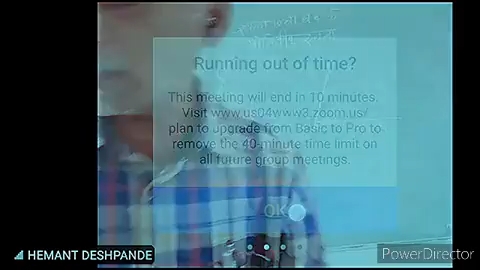 Running out of time?
This meeting will end in 10 minutes.
Visit www.us04www3.zoom.us/
plan to upgrade from Basic to Pro to
remove the 40-minute time limit on
all future group meetings.
OK
HEMANT DESHPANDE
PowerDirector